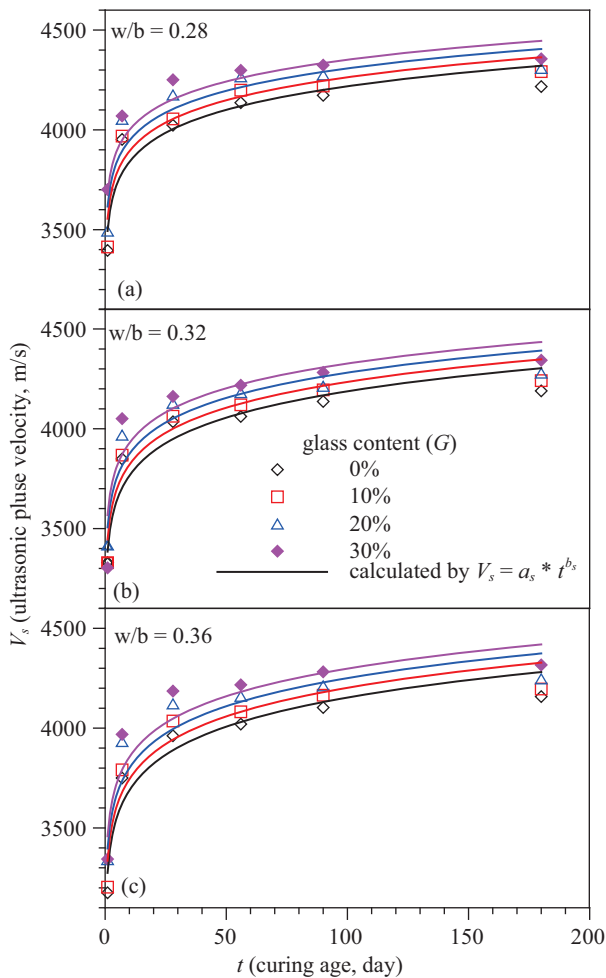 4500
w/b = 0.28
4000
3500
(a)
w/b = 0.32
4500
glass content (G)
4000
0%
10%
20%
30%
3500
calculated by Vₛ = aₛ * t^bₛ
(b)
Vₛ (ultrasonic pluse velocity, m/s)
w/b = 0.36
4500
4000
3500
(c)
0 50 100 150 200
t (curing age, day)